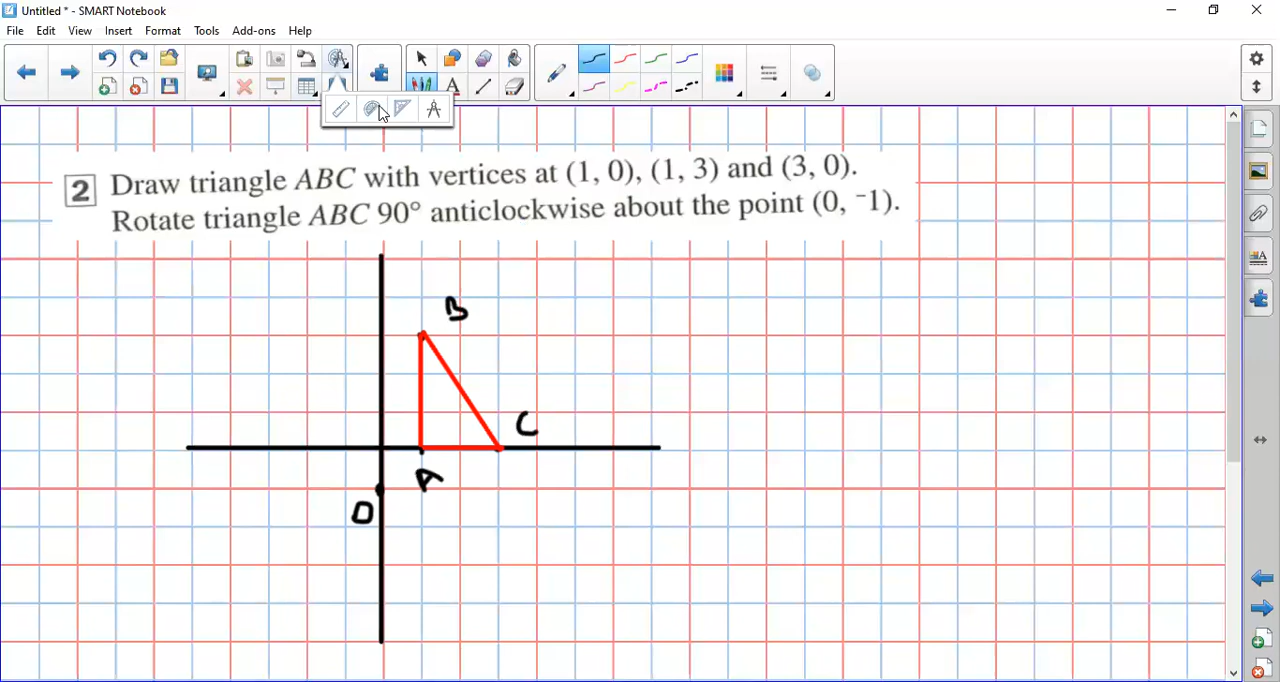 Untitled * - SMART Notebook
File Edit View Insert Format Tools Add-ons Help
2 Draw triangle ABC with vertices at (1, 0), (1, 3) and (3, 0).
Rotate triangle ABC 90° anticlockwise about the point (0, ⁻1).
B
C
A
O